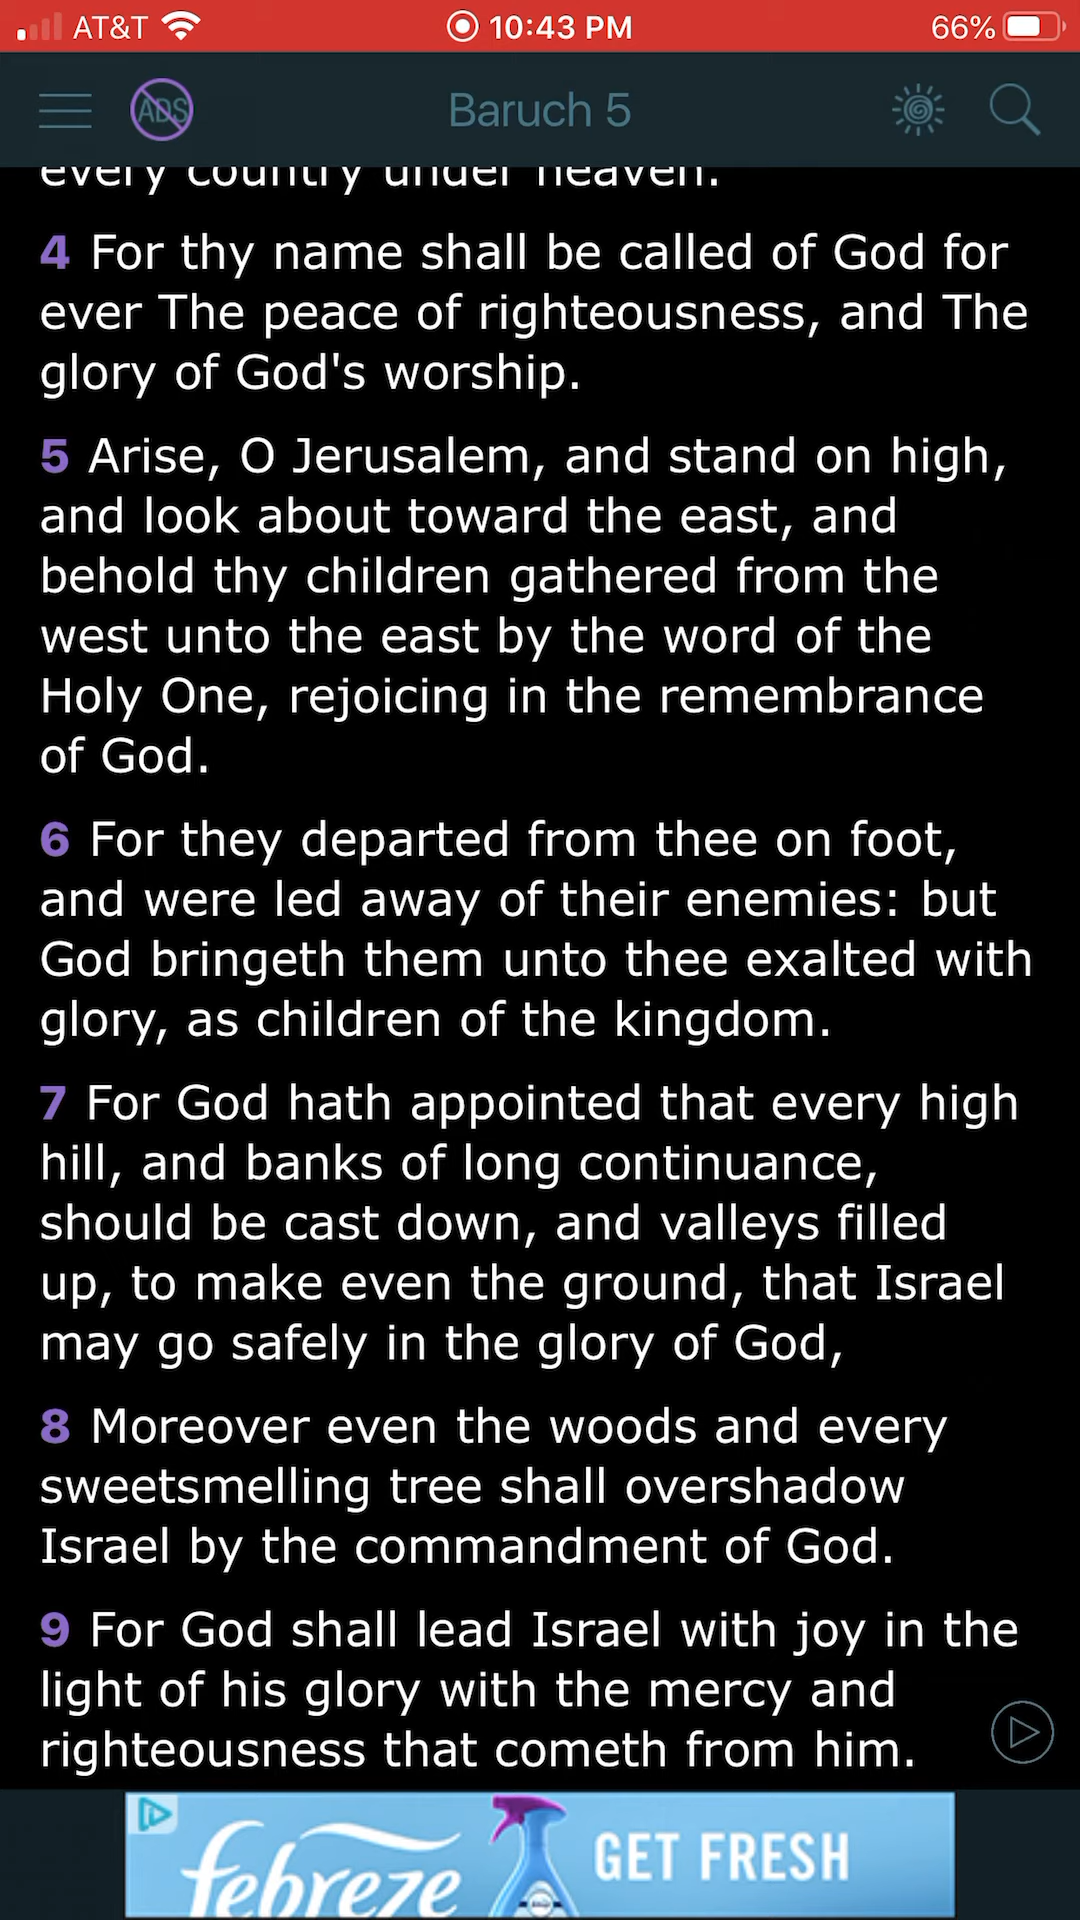 AT&T 10:43 PM 66%
ADS Baruch 5
every country under heaven.
4 For thy name shall be called of God for
ever The peace of righteousness, and The
glory of God's worship.
5 Arise, O Jerusalem, and stand on high,
and look about toward the east, and
behold thy children gathered from the
west unto the east by the word of the
Holy One, rejoicing in the remembrance
of God.
6 For they departed from thee on foot,
and were led away of their enemies: but
God bringeth them unto thee exalted with
glory, as children of the kingdom.
7 For God hath appointed that every high
hill, and banks of long continuance,
should be cast down, and valleys filled
up, to make even the ground, that Israel
may go safely in the glory of God,
8 Moreover even the woods and every
sweetsmelling tree shall overshadow
Israel by the commandment of God.
9 For God shall lead Israel with joy in the
light of his glory with the mercy and
righteousness that cometh from him.
febreze GET FRESH